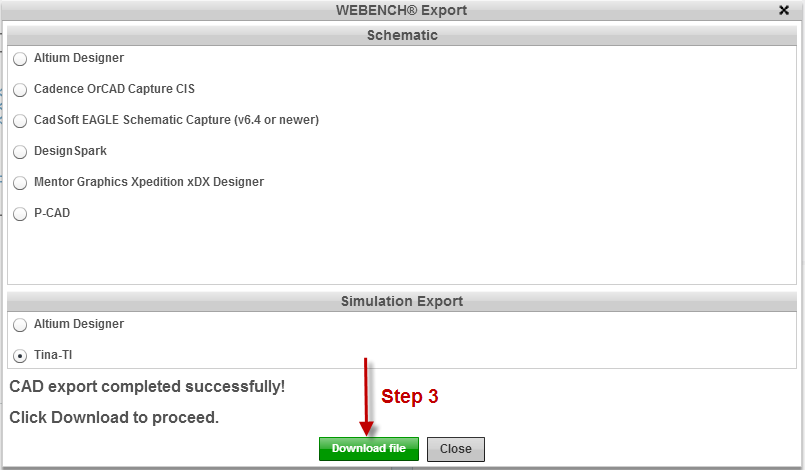 WEBENCH® Export
Schematic
Altium Designer
Cadence OrCAD Capture CIS
CadSoft EAGLE Schematic Capture (v6.4 or newer)
DesignSpark
Mentor Graphics Xpedition xDX Designer
P-CAD
Simulation Export
Altium Designer
Tina-TI
CAD export completed successfully!
Step 3
Click Download to proceed.
Download file
Close